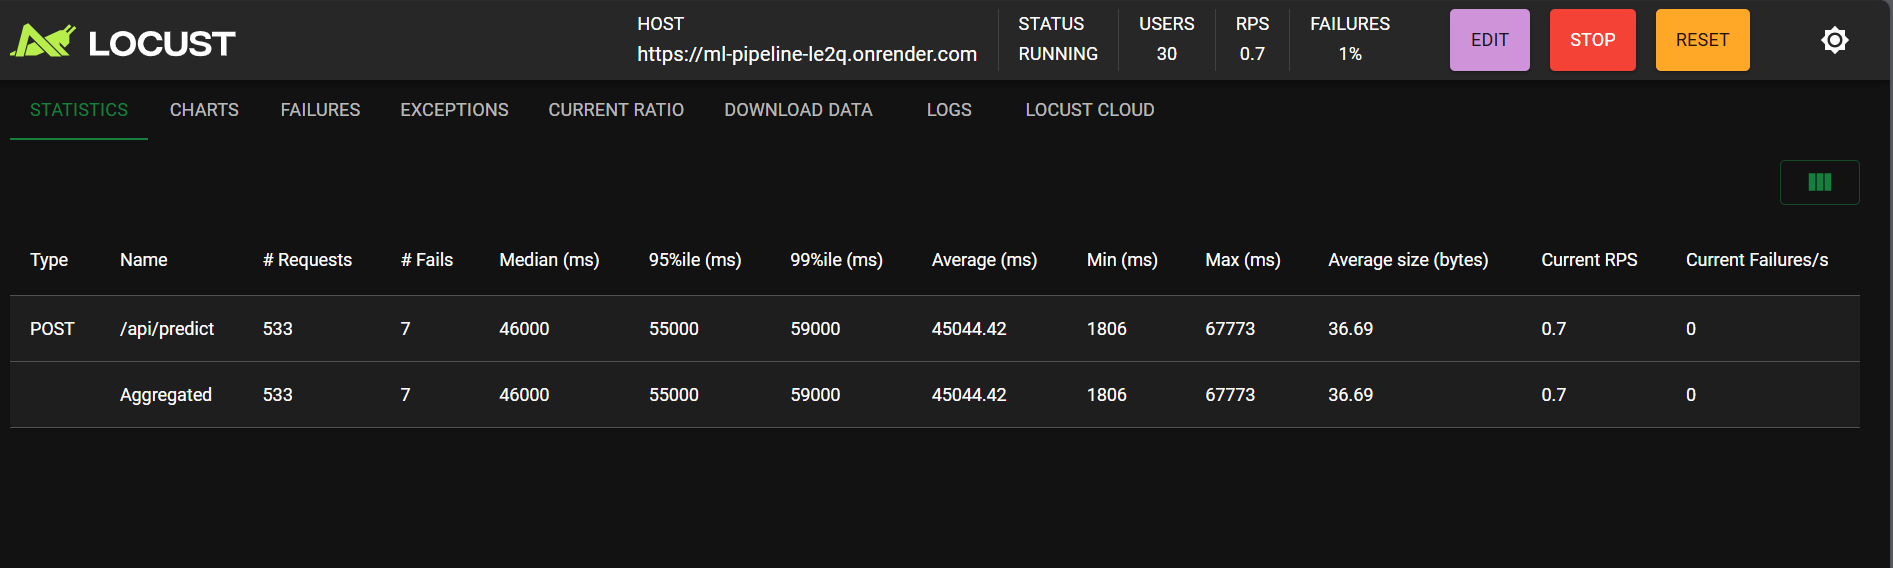 LOCUST
HOST
https://ml-pipeline-le2q.onrender.com
STATUS
RUNNING
USERS
30
RPS
0.7
FAILURES
1%
EDIT
STOP
RESET
STATISTICS CHARTS FAILURES EXCEPTIONS CURRENT RATIO DOWNLOAD DATA LOGS LOCUST CLOUD
Type Name # Requests # Fails Median (ms) 95%ile (ms) 99%ile (ms) Average (ms) Min (ms) Max (ms) Average size (bytes) Current RPS Current Failures/s
POST /api/predict 533 7 46000 55000 59000 45044.42 1806 67773 36.69 0.7 0
Aggregated 533 7 46000 55000 59000 45044.42 1806 67773 36.69 0.7 0